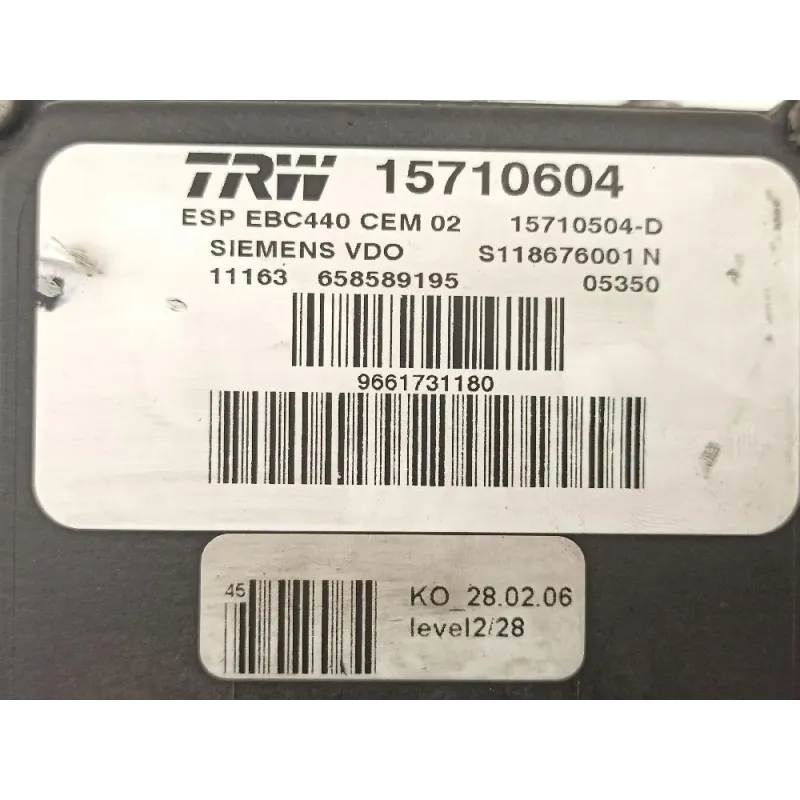 TRW 15710604
ESP EBC440 CEM 02 15710504-D
SIEMENS VDO S118676001 N
11163 658589195 05350
9661731180
45
KO_28.02.06
level2/28